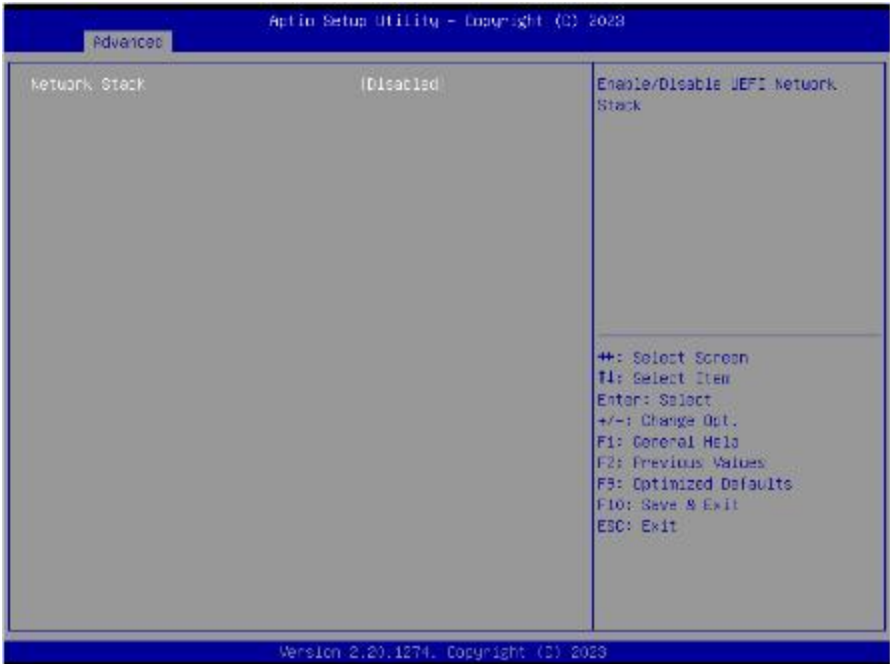 Aptio Setup Utility - Copyright (C) 2023
Advanced
Network Stack [Disabled]
Enable/Disable UEFI Network
Stack
↔: Select Screen
↑↓: Select Item
Enter: Select
+/-: Change Opt.
F1: General Help
F2: Previous Values
F9: Optimized Defaults
F10: Save & Exit
ESC: Exit
Version 2.20.1274. Copyright (C) 2023